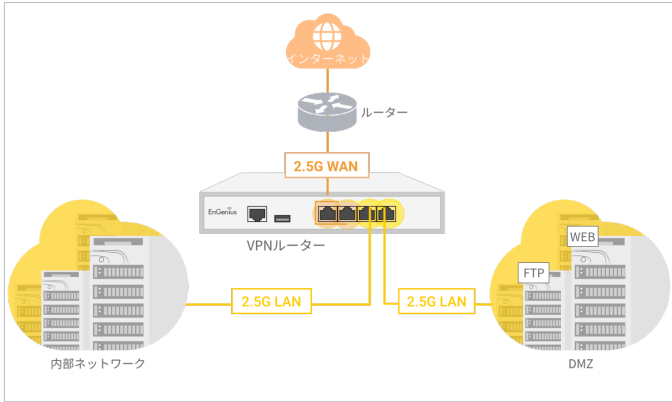 インターネット
ルーター
2.5G WAN
EnGenius
VPNルーター
WEB
FTP
2.5G LAN
2.5G LAN
内部ネットワーク
DMZ